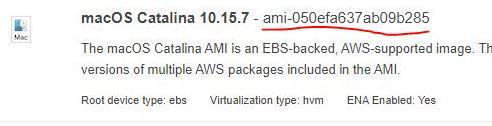 macOS Catalina 10.15.7 - ami-050efa637ab09b285
Mac
The macOS Catalina AMI is an EBS-backed, AWS-supported image. Th
versions of multiple AWS packages included in the AMI.
Root device type: ebs Virtualization type: hvm ENA Enabled: Yes